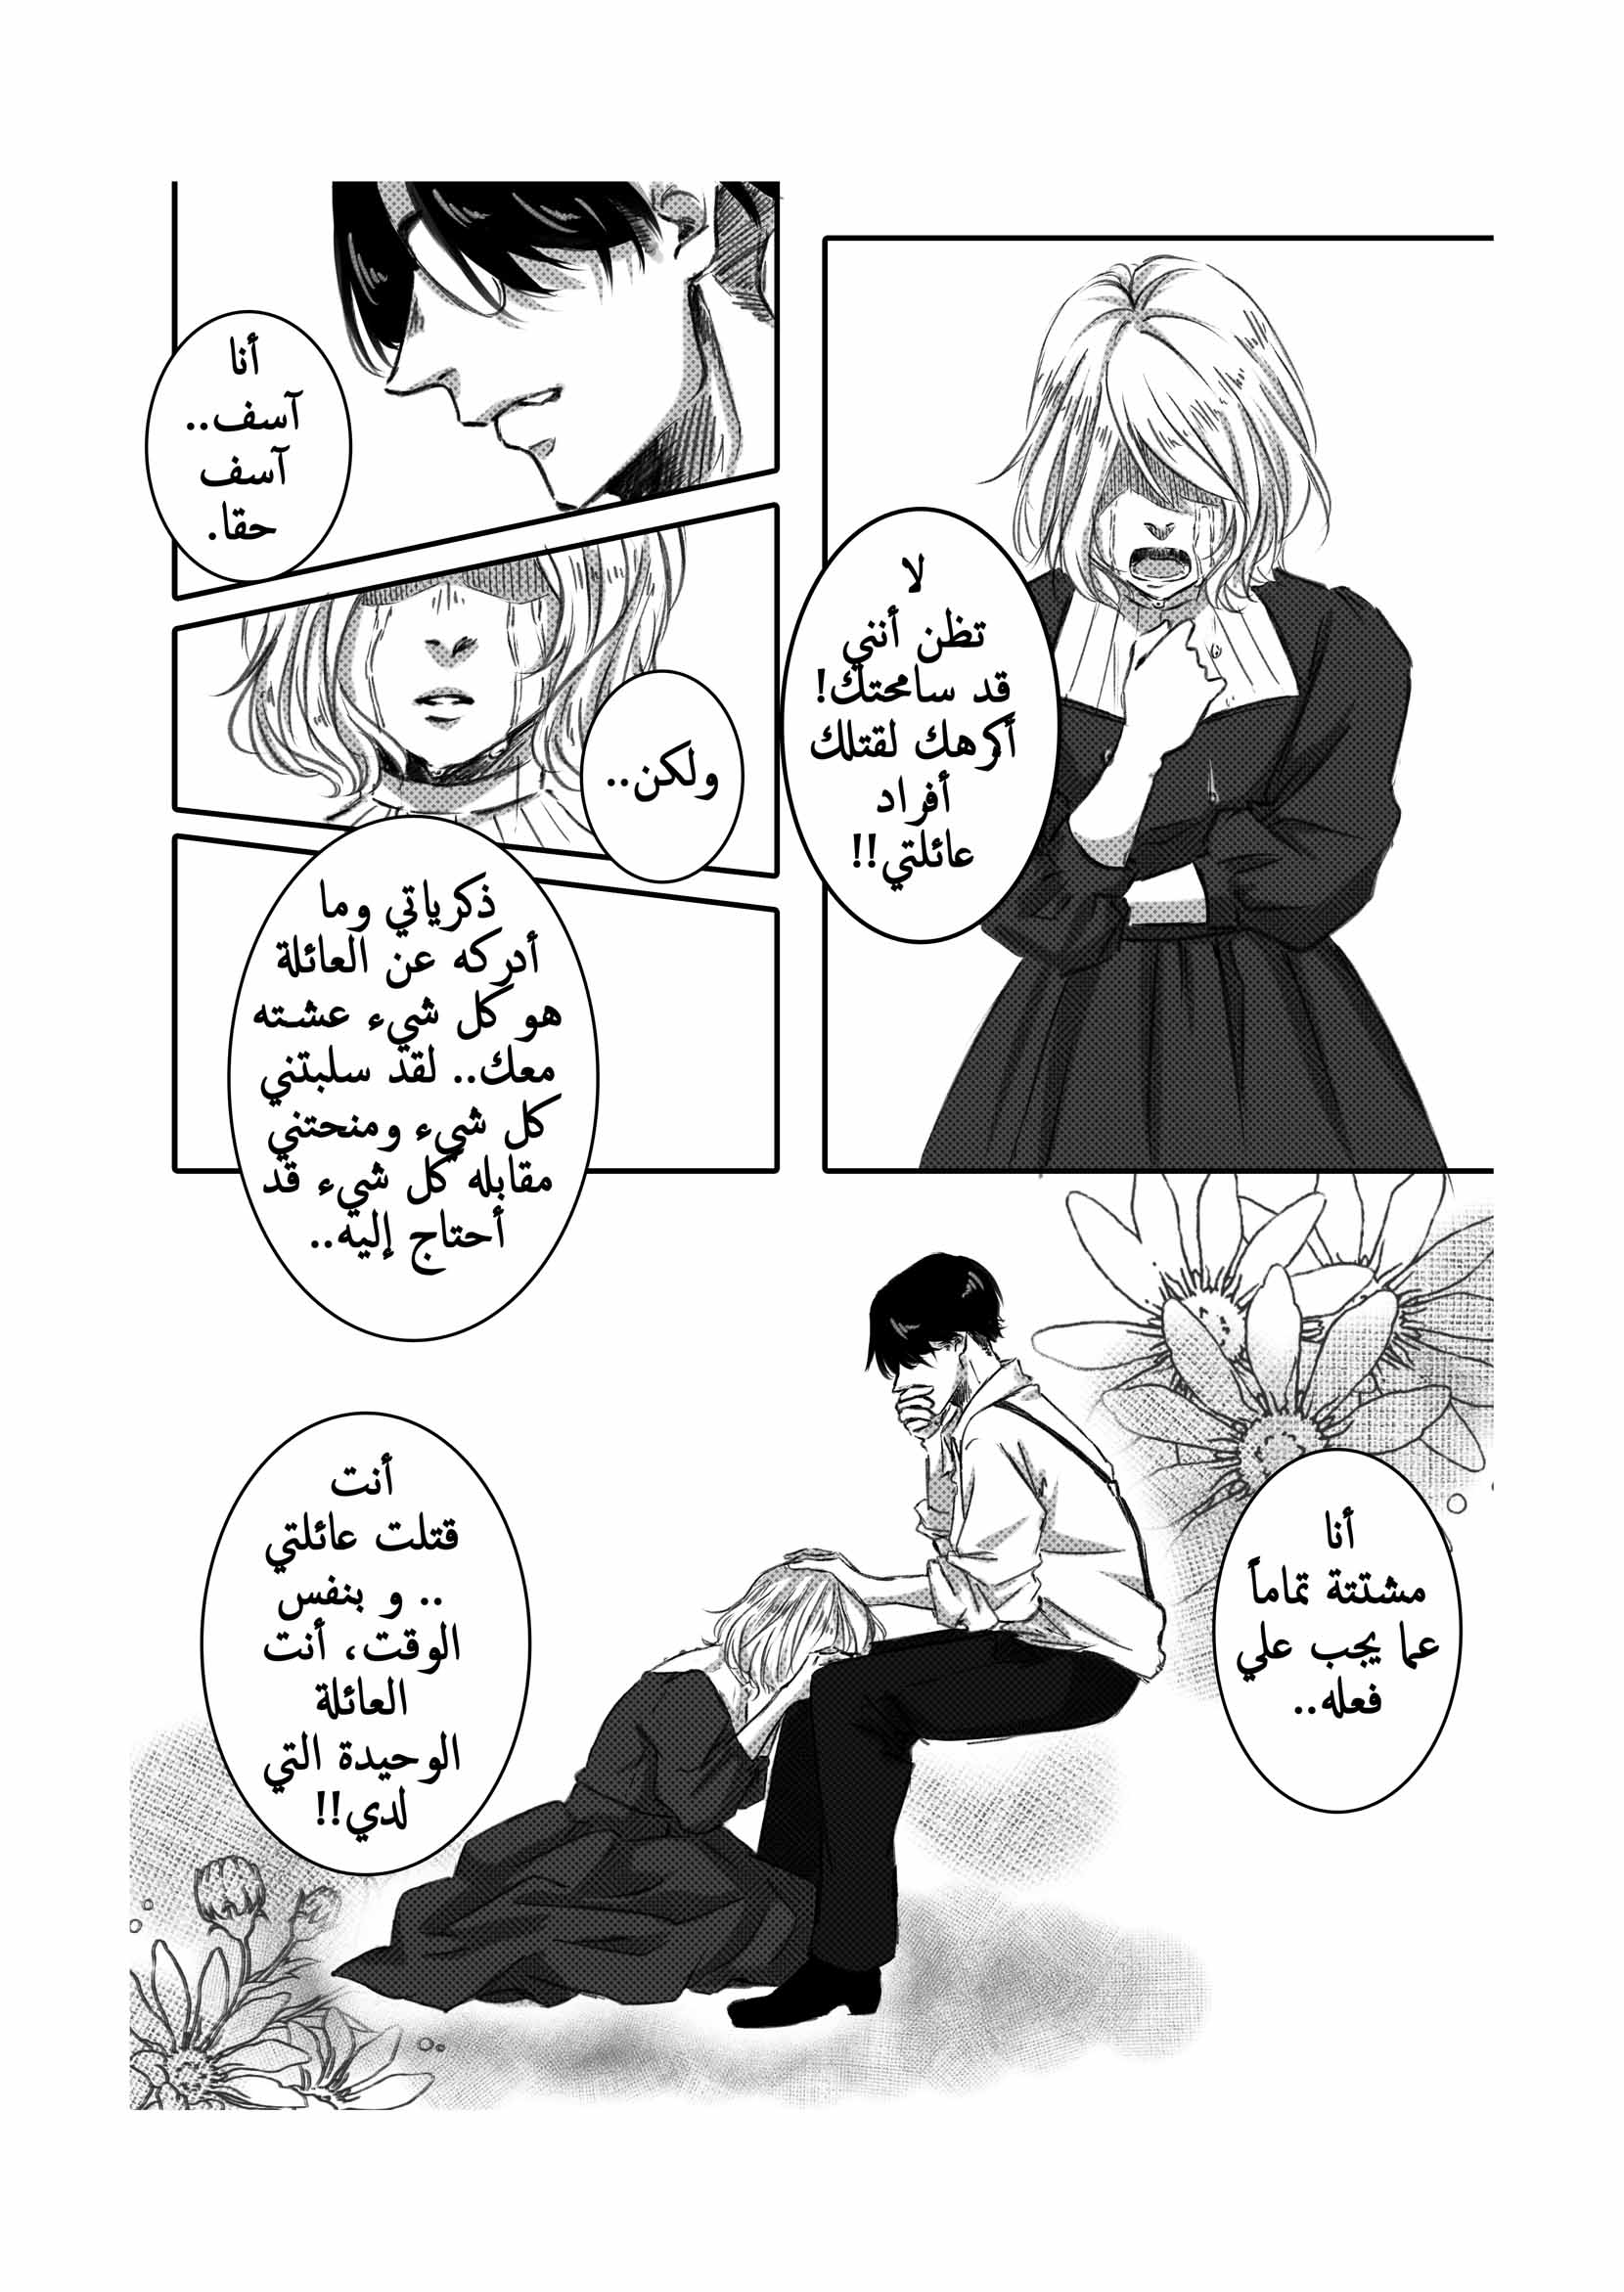 لا
تظن أنني
قد سامحتك!
أكرهك لقتلك
أفراد
عائلتي!!
أنا
آسف..
آسف
حقا.
ولكن..
ذكرياتي وما
أدركه عن العائلة
هو كل شيء عشته
معك.. لقد سلبتني
كل شيء ومنحتني
مقابله كل شيء قد
أحتاج إليه..
أنا
مشتتة تماماً
عما يجب علي
فعله..
أنت
قتلت عائلتي
.. و بنفس
الوقت، أنت
العائلة
الوحيدة التي
لدي!!